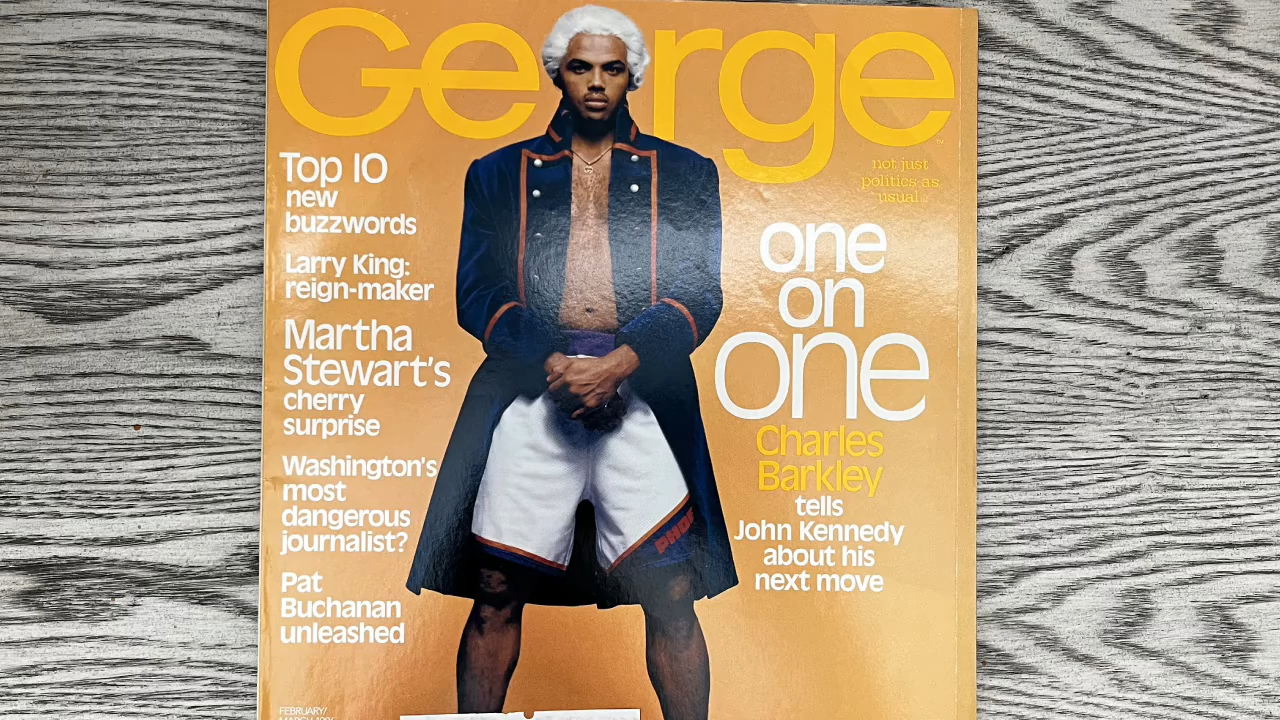 George
not just
politics as
usual
Top 10
new
buzzwords
Larry King:
reign-maker
Martha
Stewart's
cherry
surprise
Washington's
most
dangerous
journalist?
Pat
Buchanan
unleashed
one
on
one
Charles
Barkley
tells
John Kennedy
about his
next move
FEBRUARY/